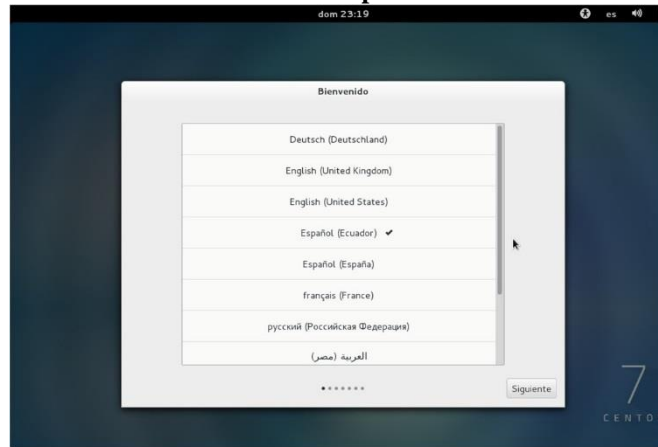 dom 23:19 es
Bienvenido
Deutsch (Deutschland)
English (United Kingdom)
English (United States)
Español (Ecuador) ✔
Español (España)
français (France)
русский (Российская Федерация)
العربية (مصر)
Siguiente
7
CENTO